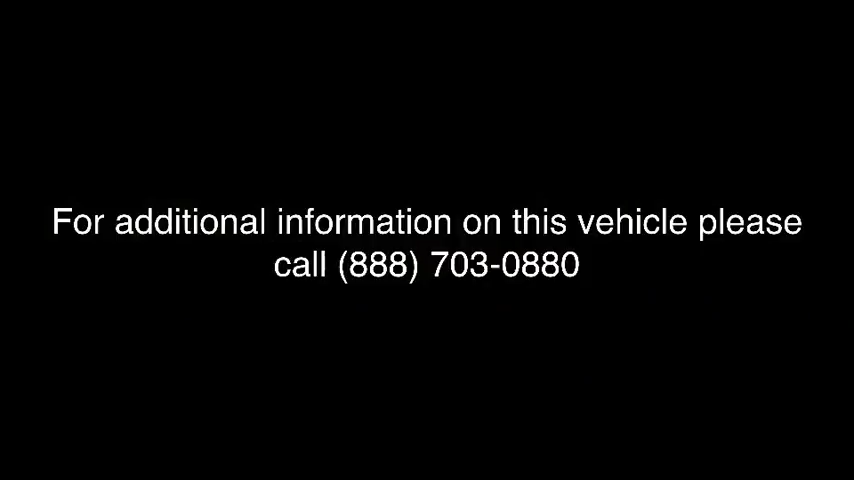 For additional information on this vehicle please
call (888) 703-0880